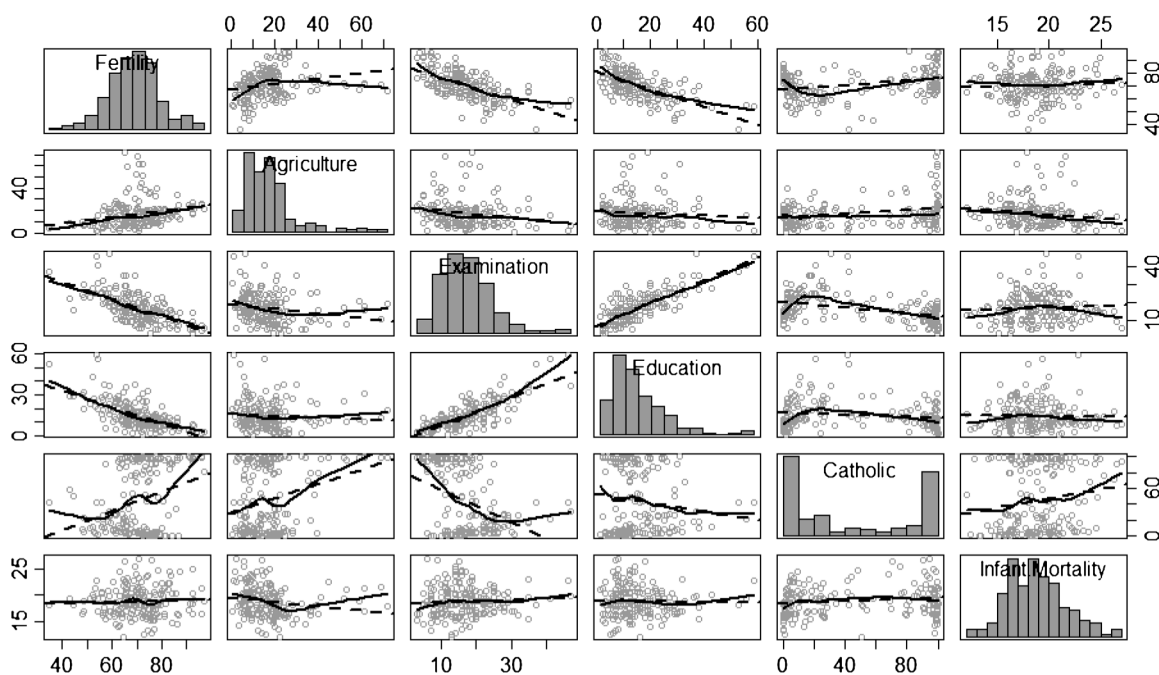 0 20 40 60
0 20 40 60
15 20 25
Fertility
40 80
Agriculture
0 40
Examination
10 40
Education
0 30 60
Catholic
0 60
Infant Mortality
15 25
40 60 80
10 30
0 40 80